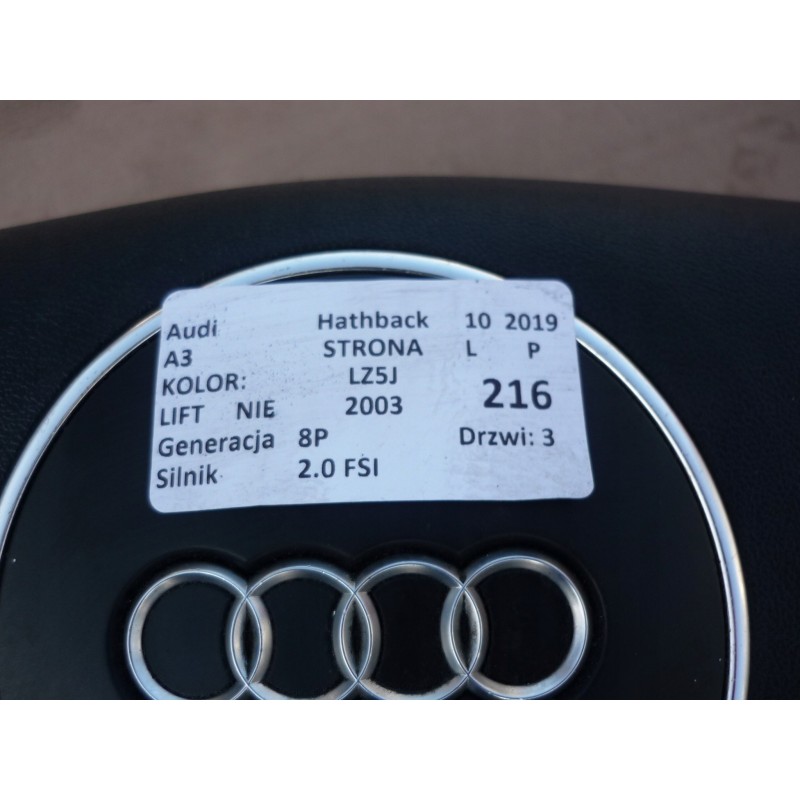 Audi Hathback 10 2019
A3 STRONA L P
KOLOR: LZ5J
LIFT NIE 2003 216
Generacja 8P Drzwi: 3
Silnik 2.0 FSI